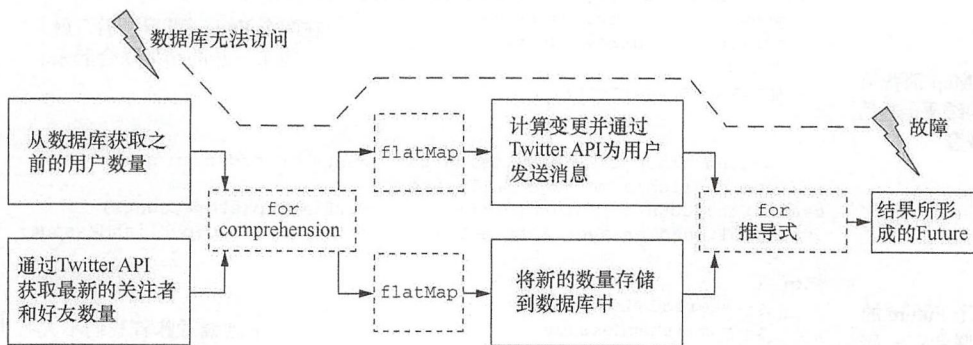 数据库无法访问
故障
从数据库获取之
前的用户数量
flatMap
计算变更并通过
Twitter API为用户
发送消息
for
comprehension
for
推导式
结果所形
成的Future
通过Twitter API
获取最新的关注者
和好友数量
flatMap
将新的数量存储
到数据库中